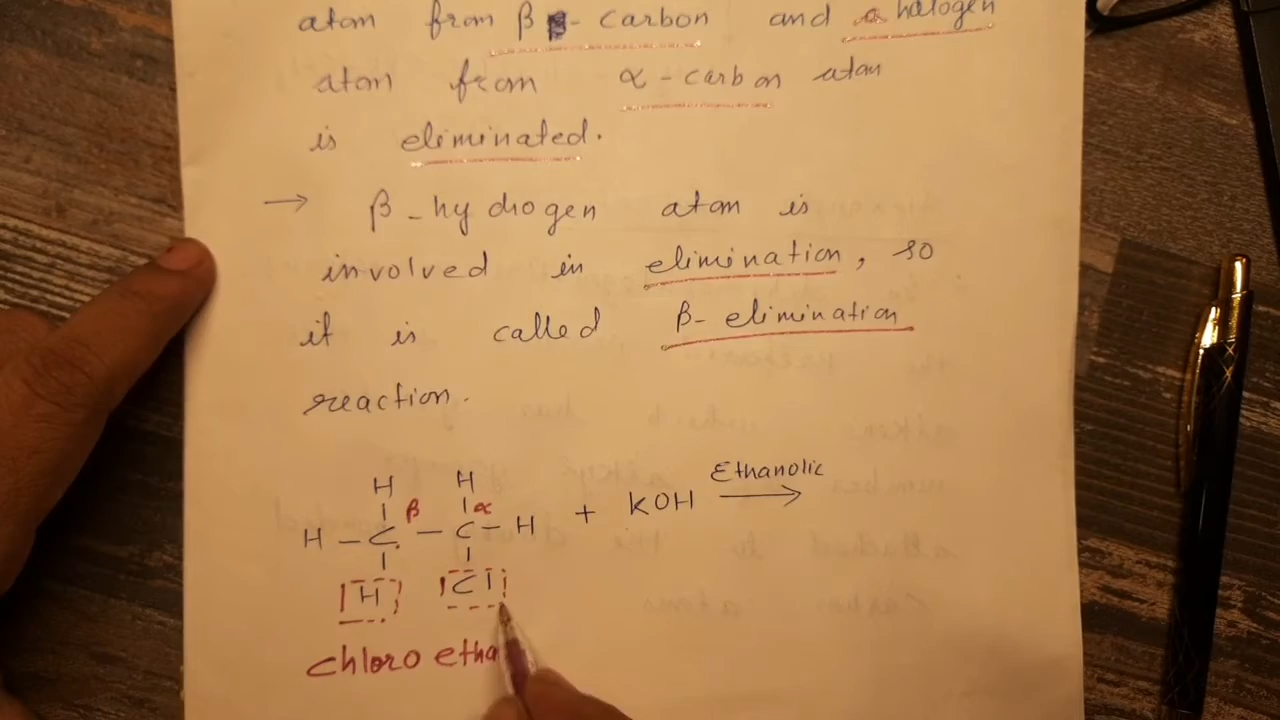 atom from β - carbon and a halogen
atom from α - carbon atom
is eliminated.
→ β - hydrogen atom is
involved in elimination, so
it is called β- elimination
reaction.
H H Ethanolic
β α
H - C - C - H + KOH →
H Cl
chloro etha